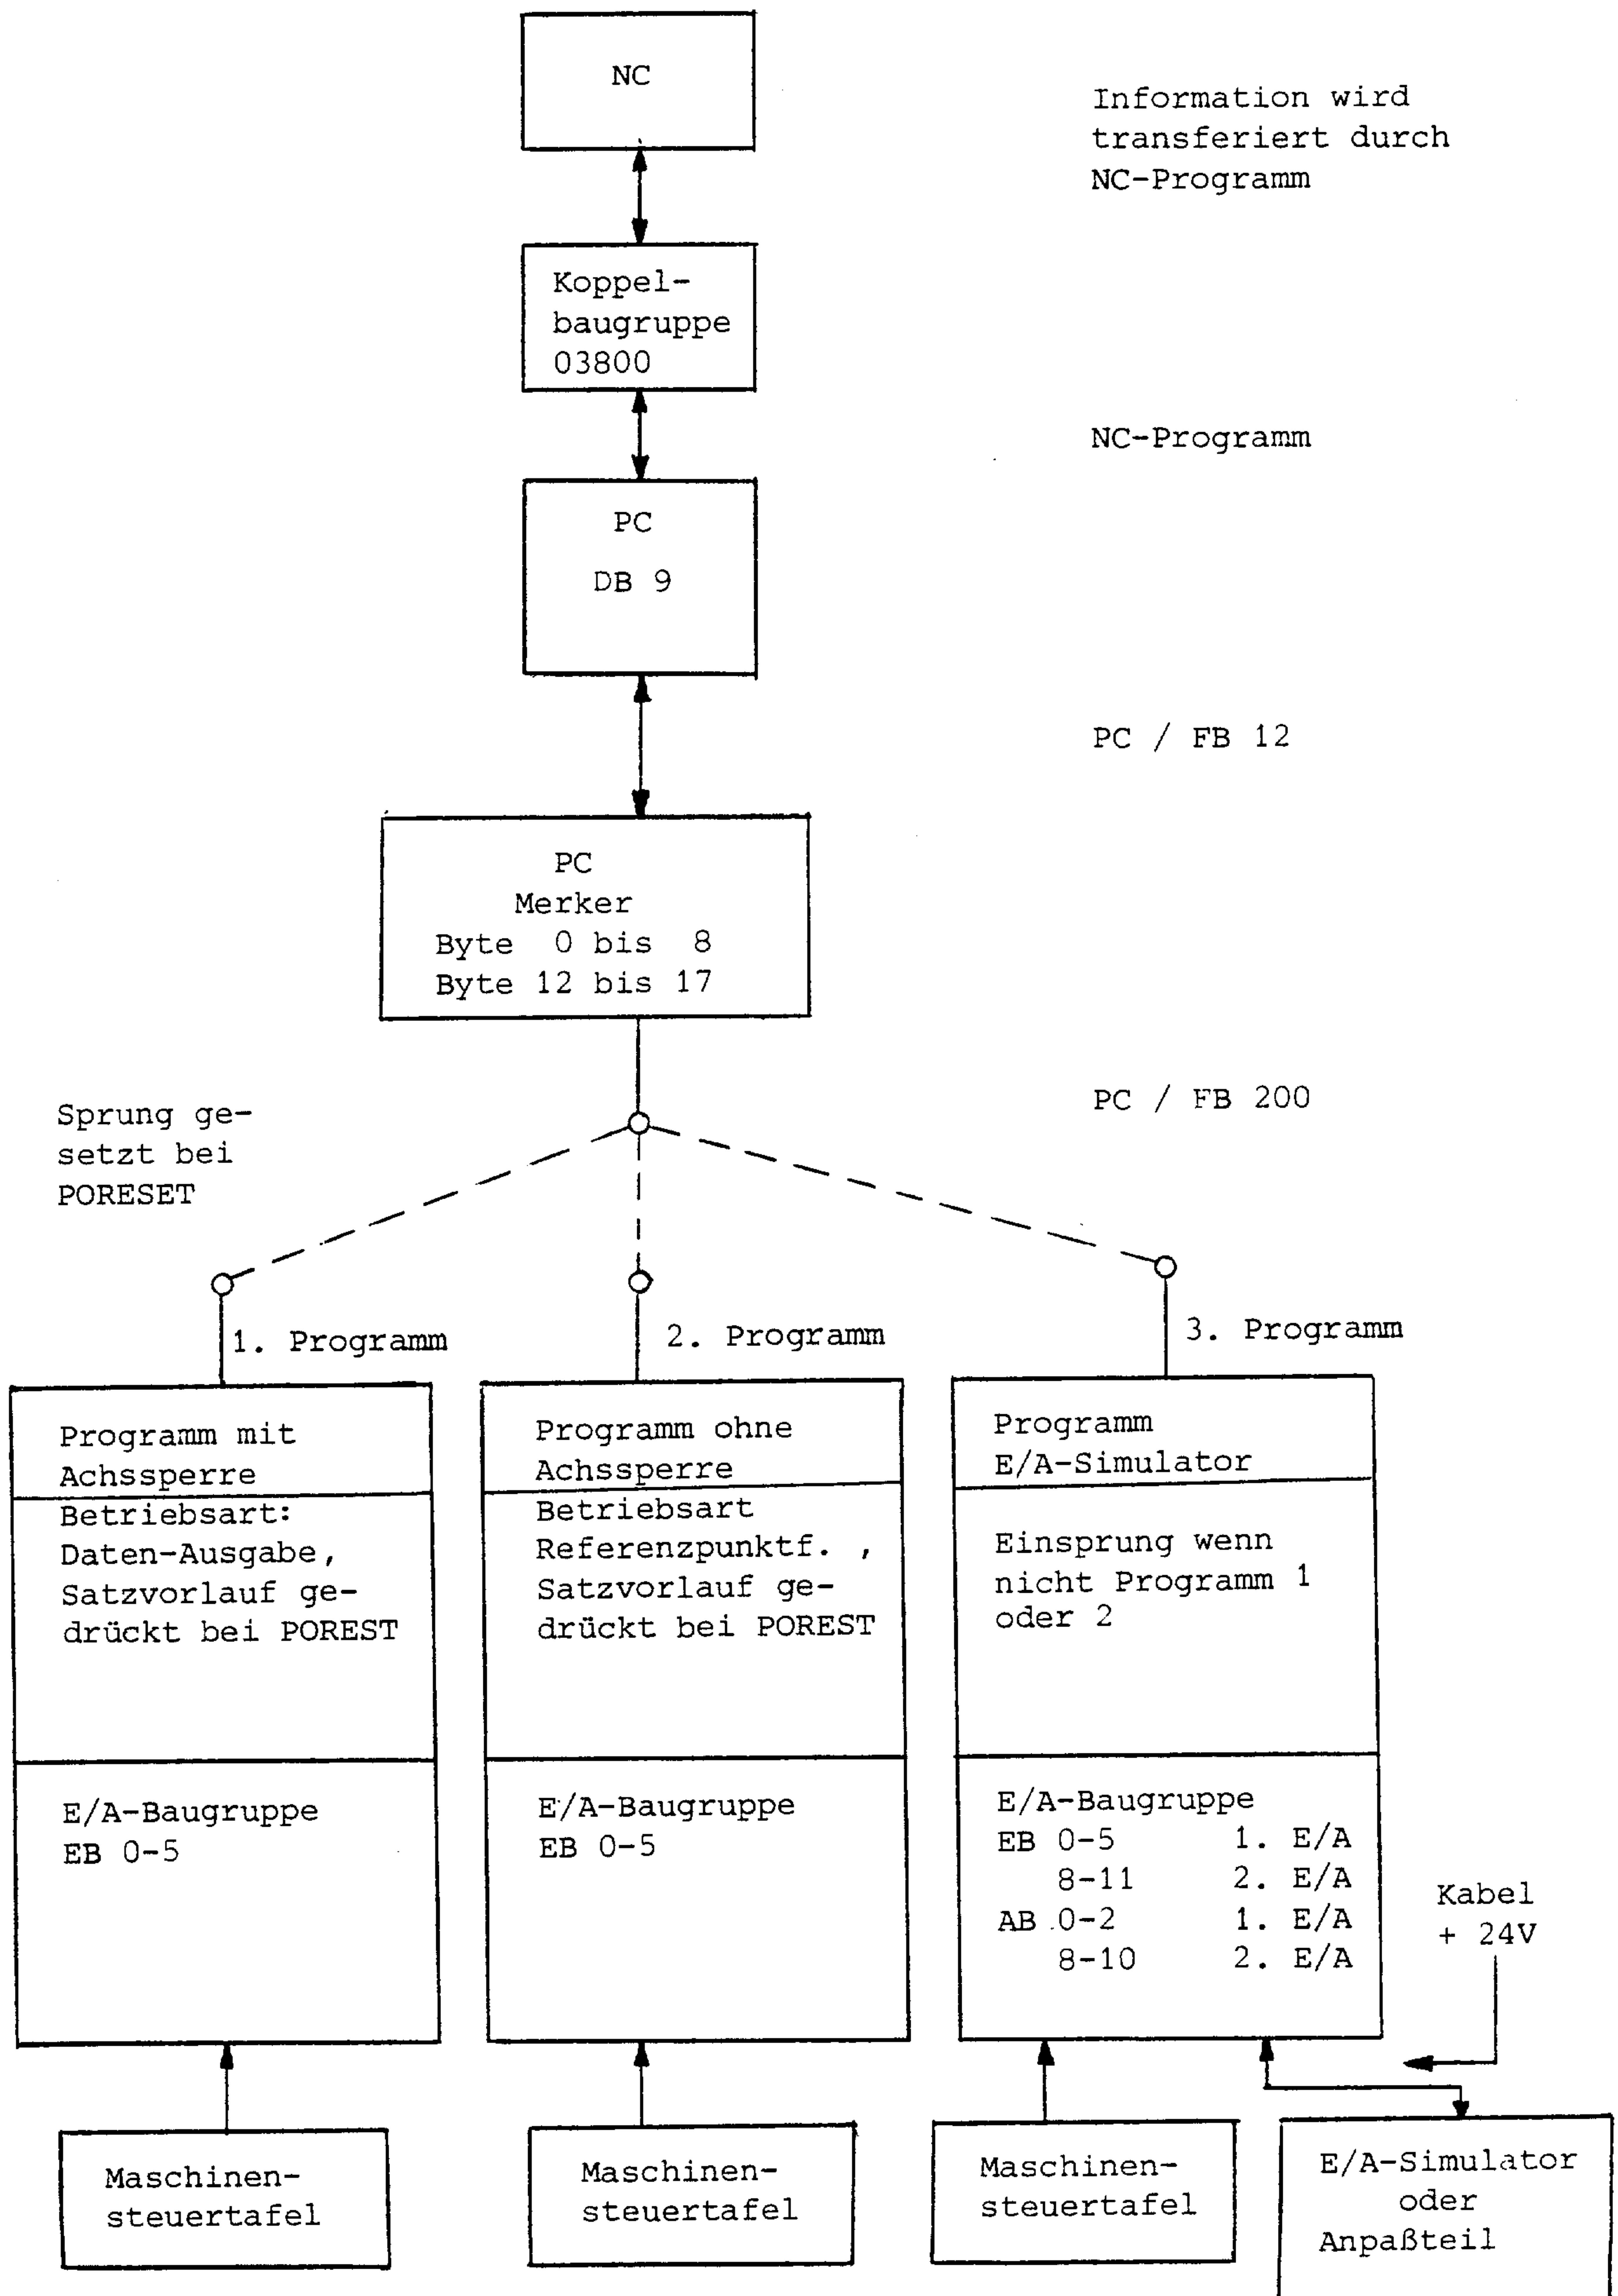 NC
Information wird
transferiert durch
NC-Programm
Koppel-
baugruppe
03800
NC-Programm
PC
DB 9
PC / FB 12
PC
Merker
Byte 0 bis 8
Byte 12 bis 17
PC / FB 200
Sprung ge-
setzt bei
PORESET
1. Programm
2. Programm
3. Programm
Programm mit
Achssperre
Betriebsart:
Daten-Ausgabe,
Satzvorlauf ge-
drückt bei POREST
E/A-Baugruppe
EB 0-5
Programm ohne
Achssperre
Betriebsart
Referenzpunktf. ,
Satzvorlauf ge-
drückt bei POREST
E/A-Baugruppe
EB 0-5
Programm
E/A-Simulator
Einsprung wenn
nicht Programm 1
oder 2
E/A-Baugruppe
EB 0-5 1. E/A
8-11 2. E/A
AB 0-2 1. E/A
8-10 2. E/A
Kabel
+ 24V
Maschinen-
steuertafel
Maschinen-
steuertafel
Maschinen-
steuertafel
E/A-Simulator
oder
Anpaßteil